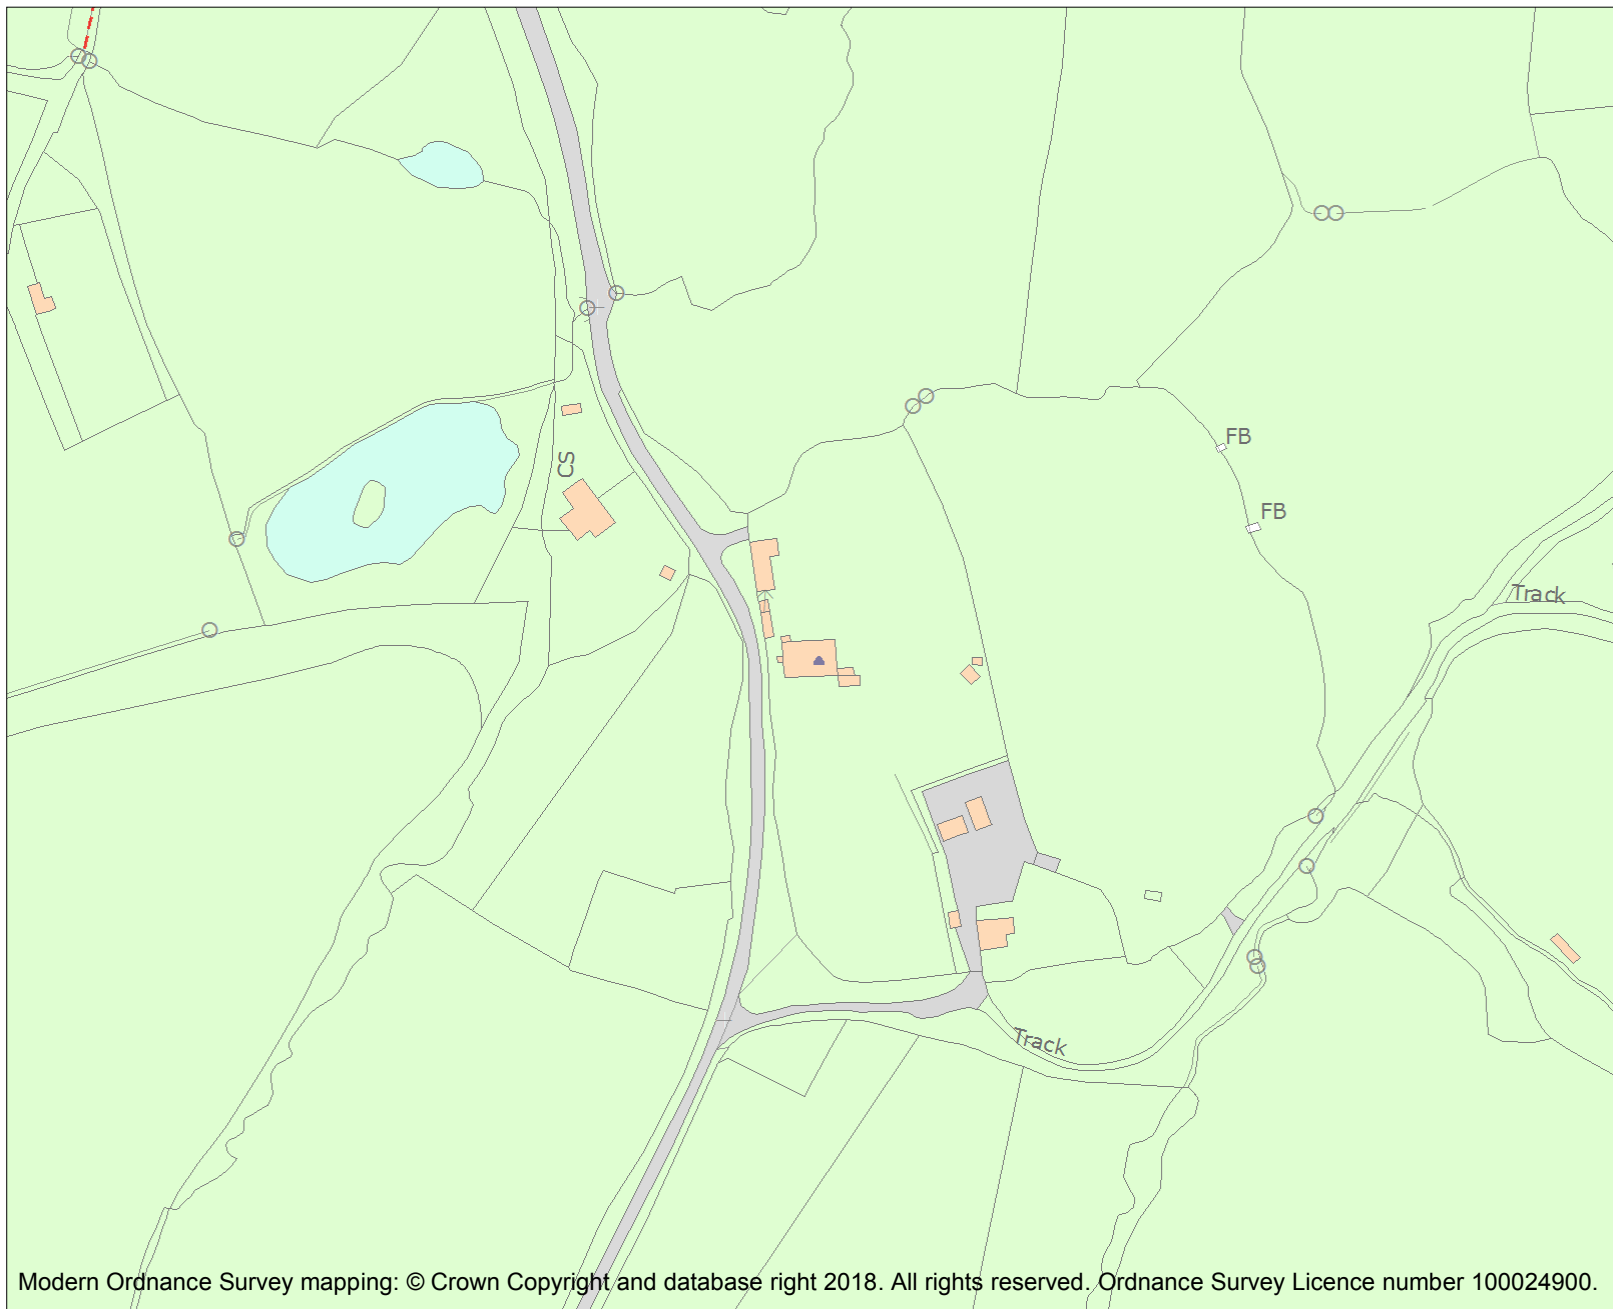 CS
FB
FB
Track
Track
Modern Ordnance Survey mapping: © Crown Copyright and database right 2018. All rights reserved. Ordnance Survey Licence number 100024900.